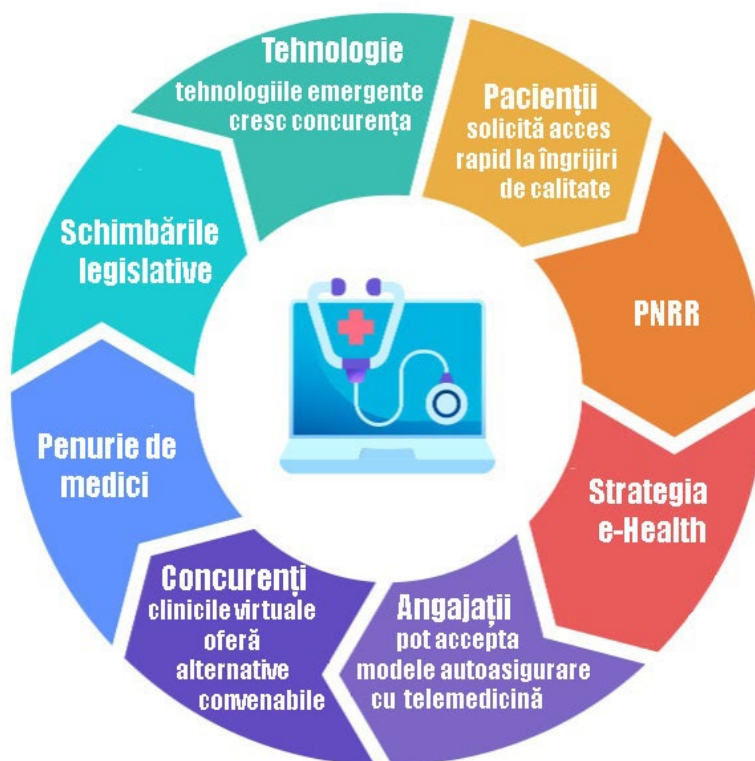 Tehnologie
tehnologiile emergente
cresc concurența
Pacienții
solicită acces
rapid la îngrijiri
de calitate
PNRR
Strategia
e-Health
Angajații
pot accepta
modele autoasigurare
cu telemedicină
Concurenți
clinicile virtuale
oferă
alternative
convenabile
Penurie de
medici
Schimbările
legislative